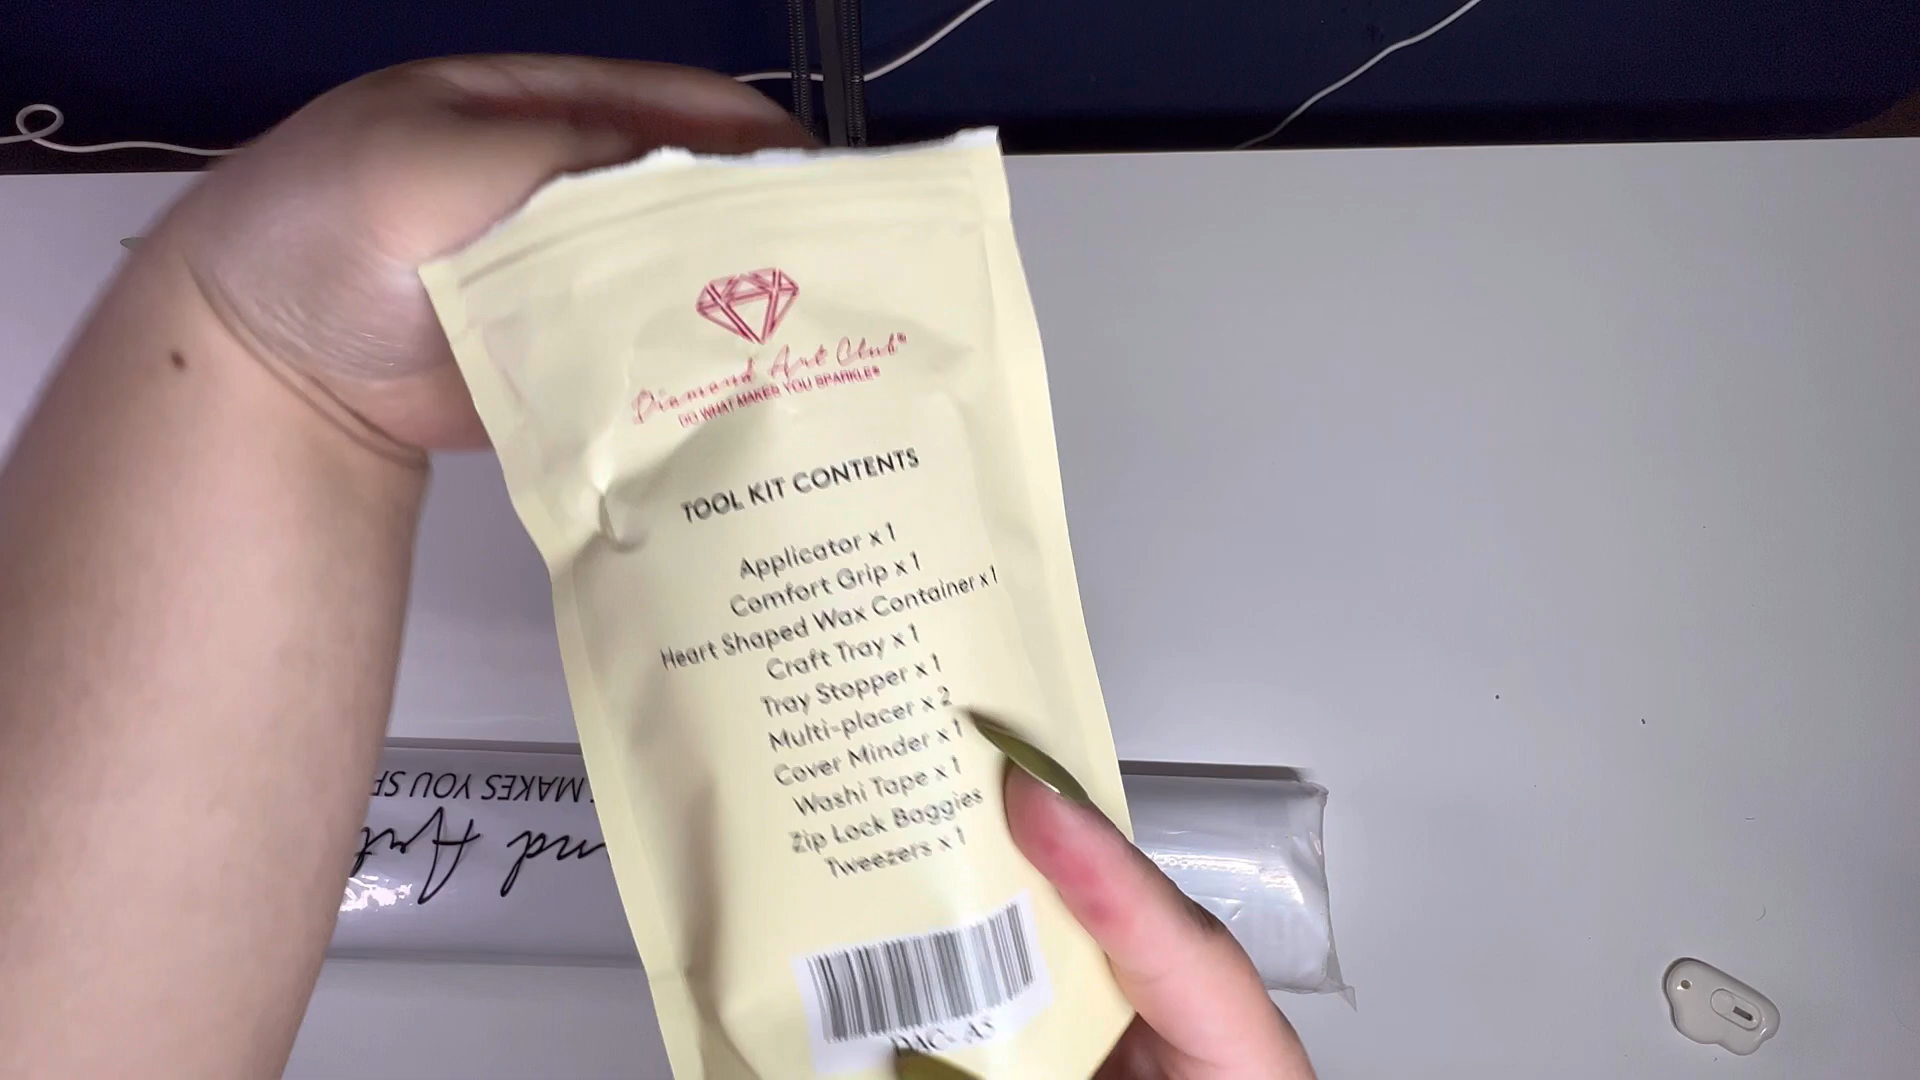 Diamond Art Club®
DO WHAT MAKES YOU SPARKLE®
TOOL KIT CONTENTS
Applicator x 1
Comfort Grip x 1
Heart Shaped Wax Container x 1
Craft Tray x 1
Tray Stopper x 1
Multi-placer x 2
Cover Minder x 1
Washi Tape x 1
Zip Lock Baggies
Tweezers x 1
MAKES YOU SP
nd Art